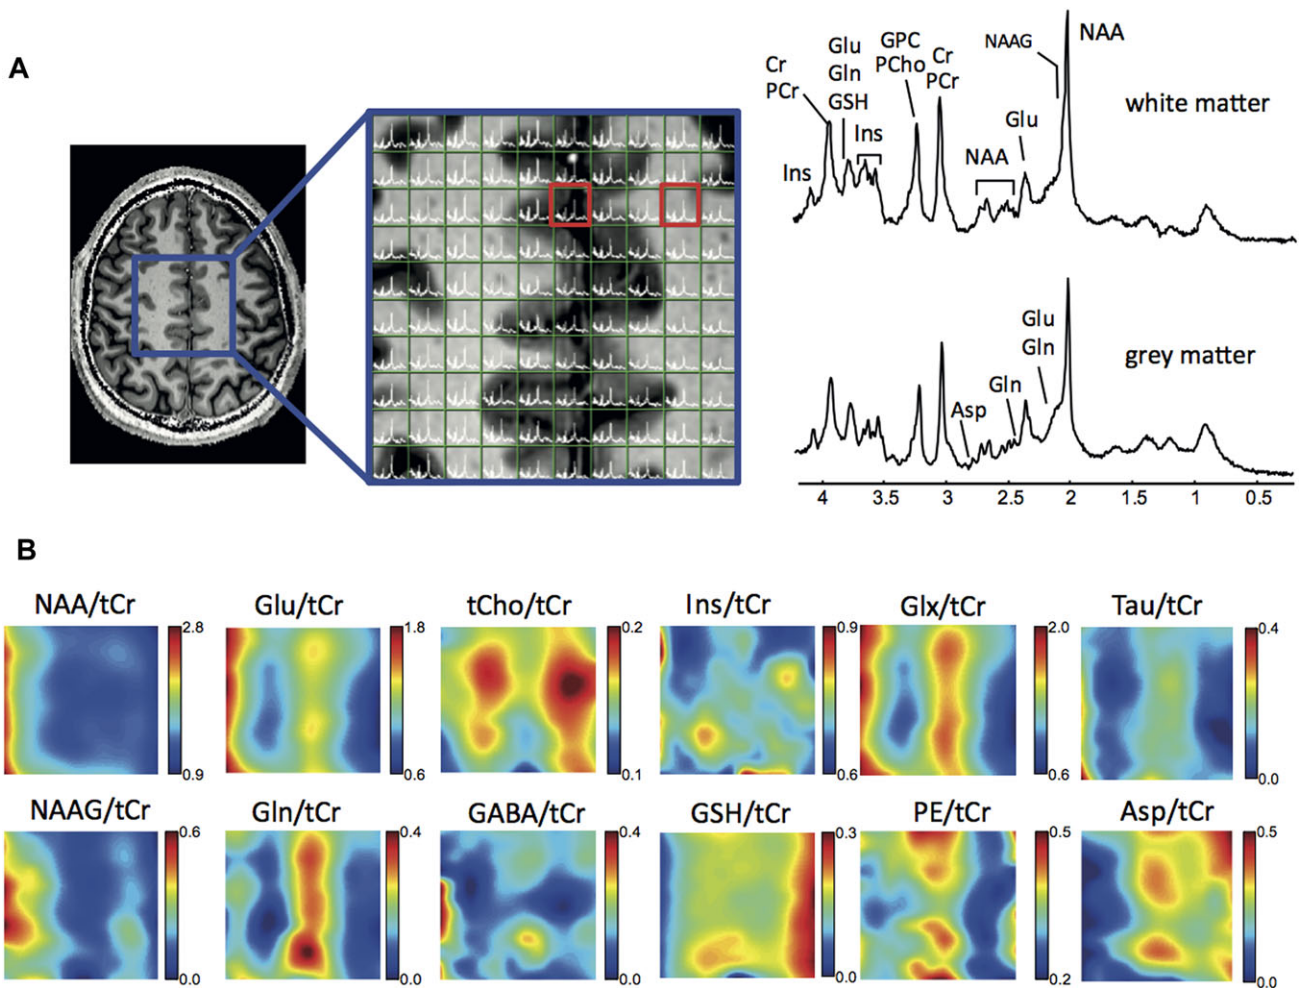 A
Cr
PCr
Glu
Gln
GSH
Ins
Ins
GPC
PCho
Cr
PCr
NAA
Glu
NAAG
NAA
white matter
Asp
Gln
Glu
Gln
grey matter
4 3.5 3 2.5 2 1.5 1 0.5
B
NAA/tCr Glu/tCr tCho/tCr Ins/tCr Glx/tCr Tau/tCr
2.8 1.8 0.2 0.9 2.0 0.4
0.9 0.6 0.1 0.6 0.6 0.0
NAAG/tCr Gln/tCr GABA/tCr GSH/tCr PE/tCr Asp/tCr
0.6 0.4 0.4 0.3 0.5 0.5
0.0 0.0 0.0 0.0 0.2 0.0